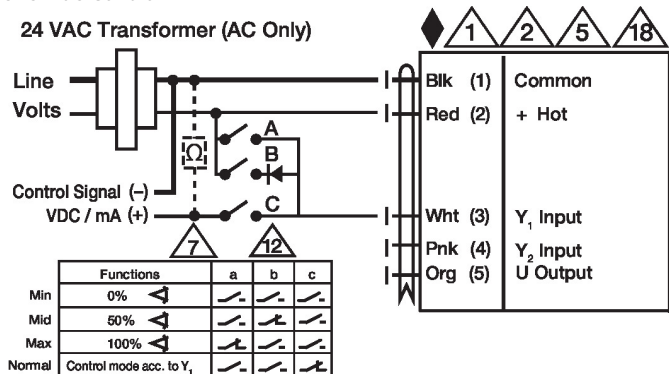 24 VAC Transformer (AC Only)
1 2 5 18
Line
Volts
Blk (1) Common
Red (2) + Hot
A
Ω
B
Control Signal (−)
VDC / mA (+)
C
Wht (3) Y1 Input
Pnk (4) Y2 Input
Org (5) U Output
7 12
Functions a b c
Min 0%
Mid 50%
Max 100%
Normal Control mode acc. to Y1